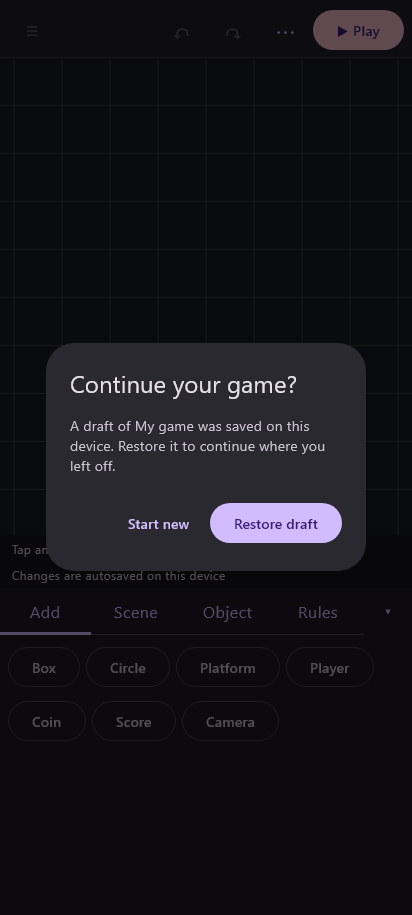 Play
Continue your game?
A draft of My game was saved on this
device. Restore it to continue where you
left off.
Start new
Restore draft
Tap an
Changes are autosaved on this device
Add
Scene
Object
Rules
Box
Circle
Platform
Player
Coin
Score
Camera